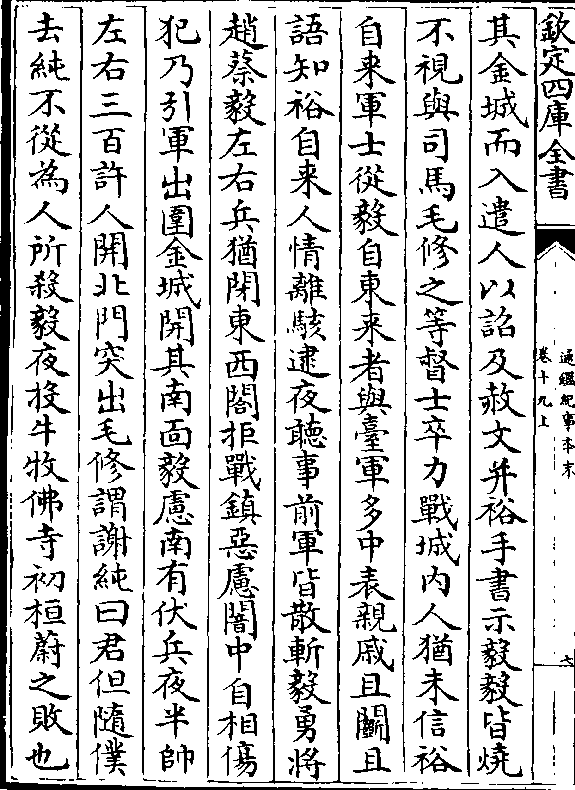 欽定四庫全書
通鑑紀事本末
卷十九上
六
其金城而入遣人以詔及赦文并裕手書示毅毅皆燒
不視與司馬毛修之等督士卒力戰城内人猶未信裕
自来軍士從毅自東来者與臺軍多中表親戚且鬭且
語知裕自来人情離駭逮夜聽事前軍皆散斬毅勇將
趙蔡毅左右兵猶閉東西閤拒戰鎮惡慮闇中自相傷
犯乃引軍出圍金城開其南面毅慮南有伏兵夜半帥
左右三百許人開北門突出毛修謂謝純曰君但隨僕
去純不從為人所殺毅夜投牛牧佛寺初桓蔚之敗也